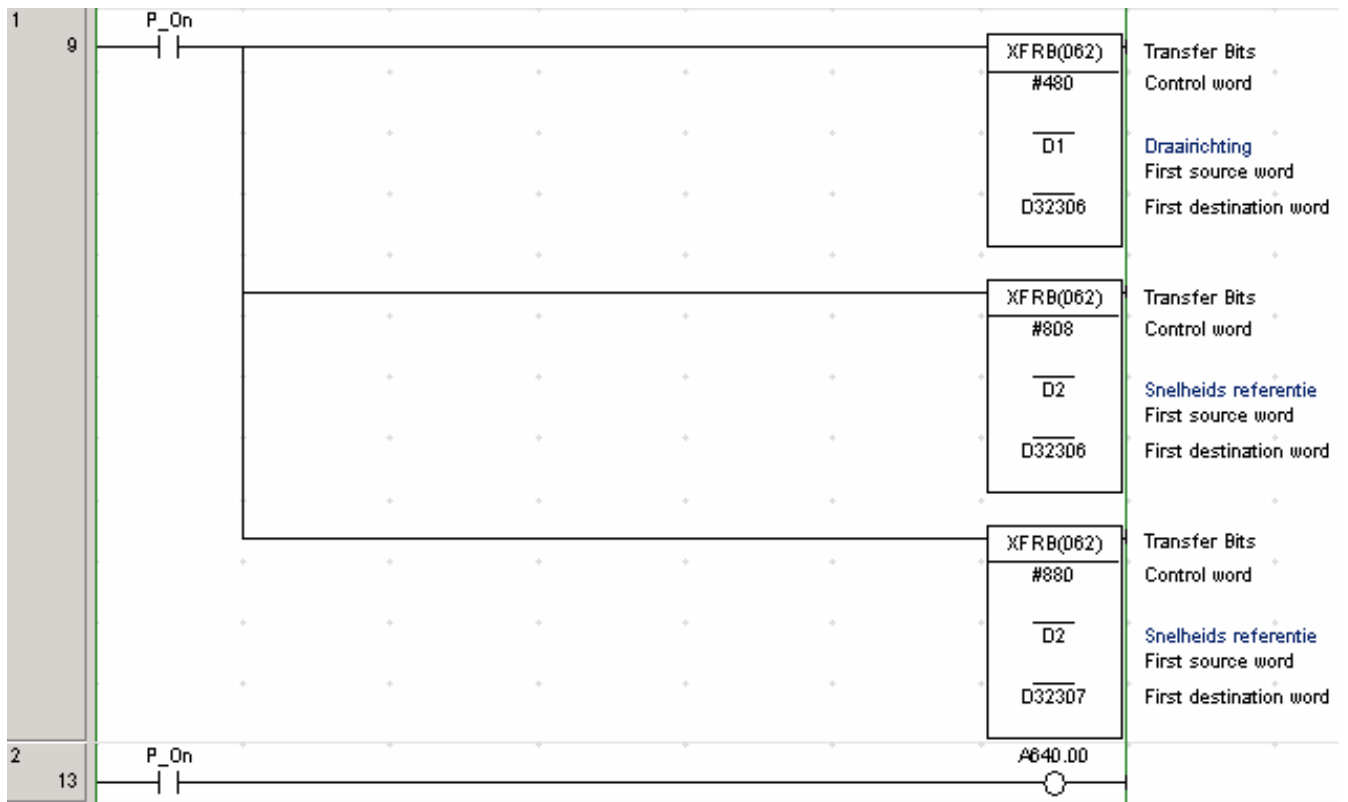 1
P_On
9
XFRB(062)
Transfer Bits
#480
Control word
D1
Draairichting
First source word
D32306
First destination word
XFRB(062)
Transfer Bits
#808
Control word
D2
Snelheids referentie
First source word
D32306
First destination word
XFRB(062)
Transfer Bits
#880
Control word
D2
Snelheids referentie
First source word
D32307
First destination word
2
P_On
A640.00
13